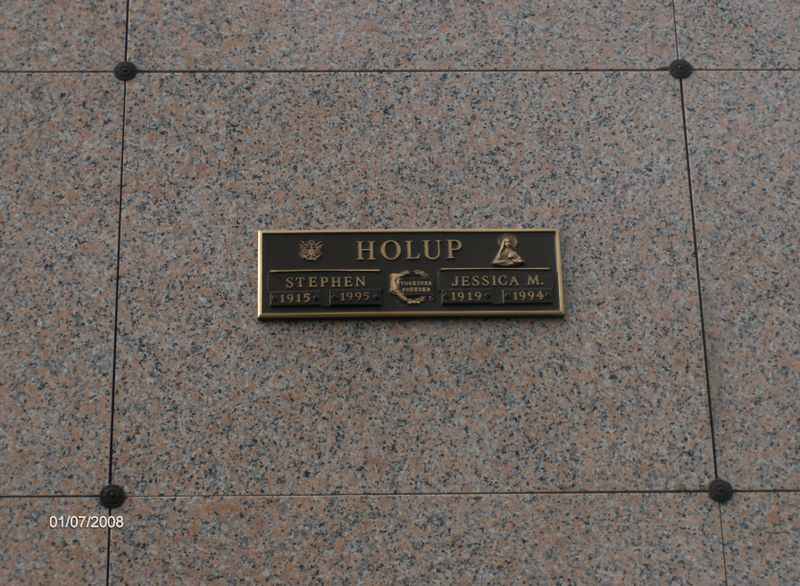 HOLUP
STEPHEN
1915 1995
TOGETHER
FOREVER
JESSICA M.
1919 1994
01/07/2008